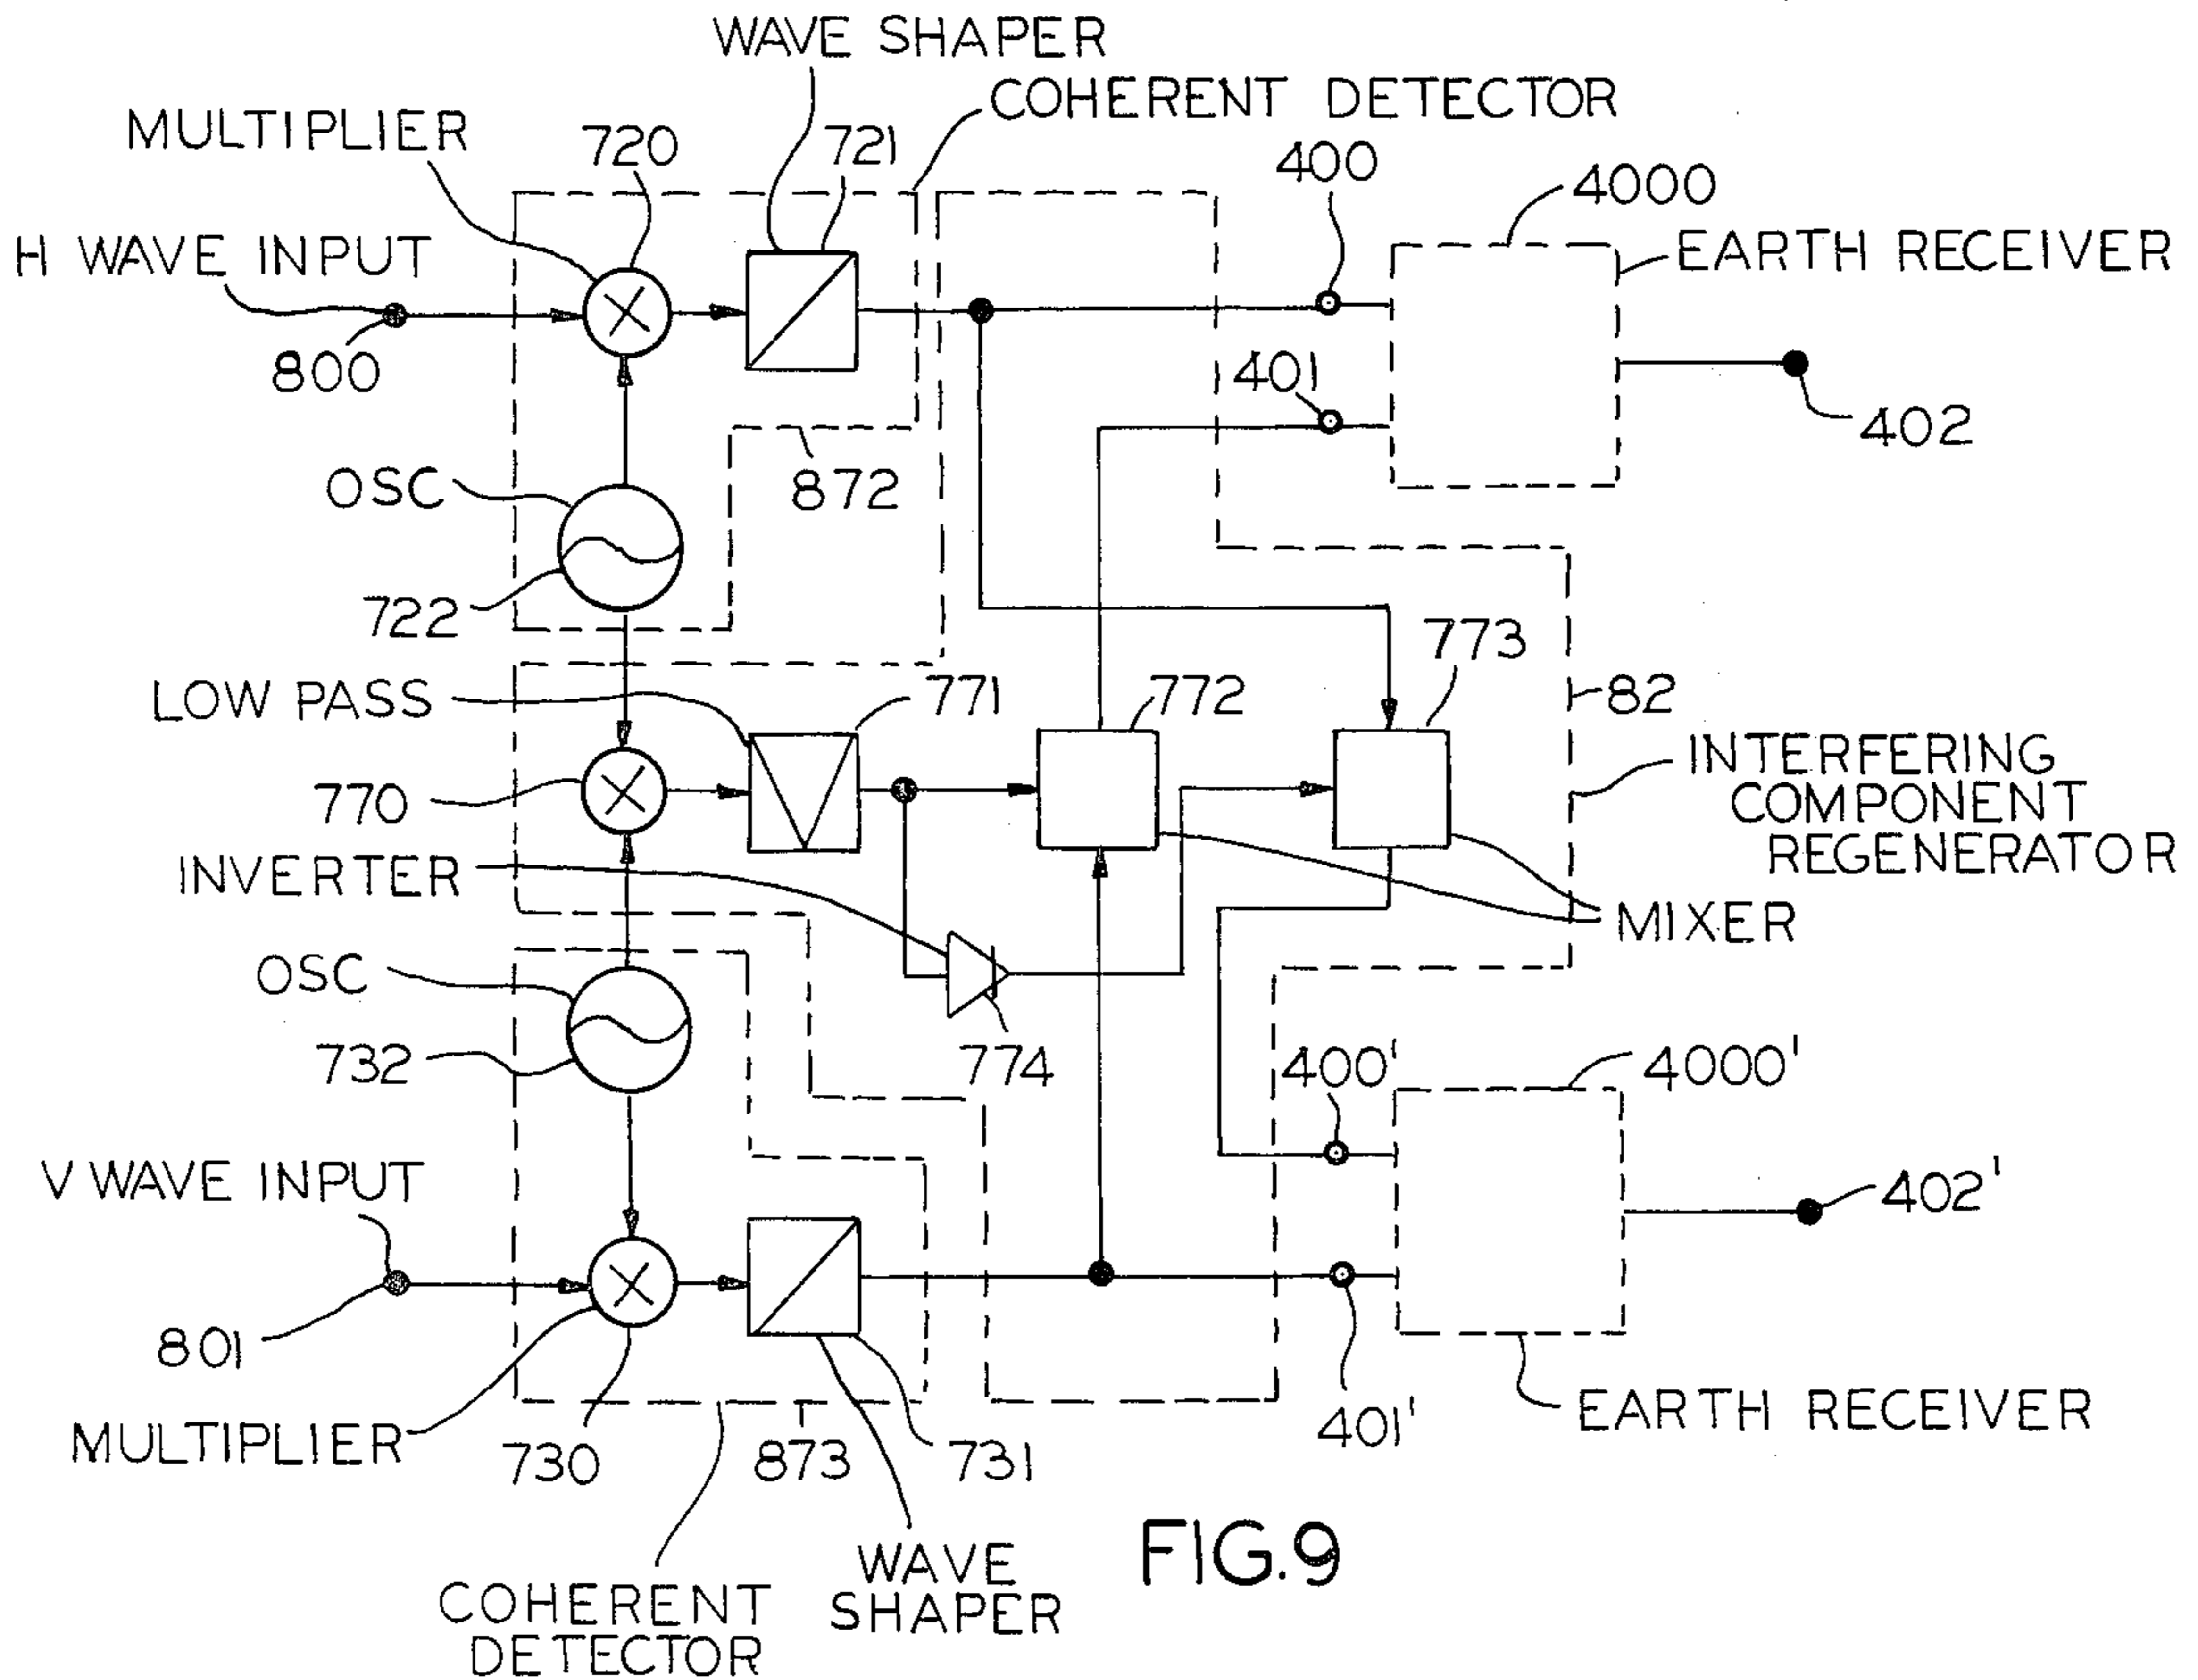 WAVE SHAPER
COHERENT DETECTOR
MULTIPLIER
720
721
400
4000
H WAVE INPUT
EARTH RECEIVER
800
401
402
OSC
872
722
773
LOW PASS
771
772
82
INTERFERING
COMPONENT
REGENERATOR
770
INVERTER
MIXER
OSC
732
774
400'
4000'
V WAVE INPUT
402'
801
MULTIPLIER
730
873
731
401'
EARTH RECEIVER
WAVE
SHAPER
COHERENT
DETECTOR
FIG.9